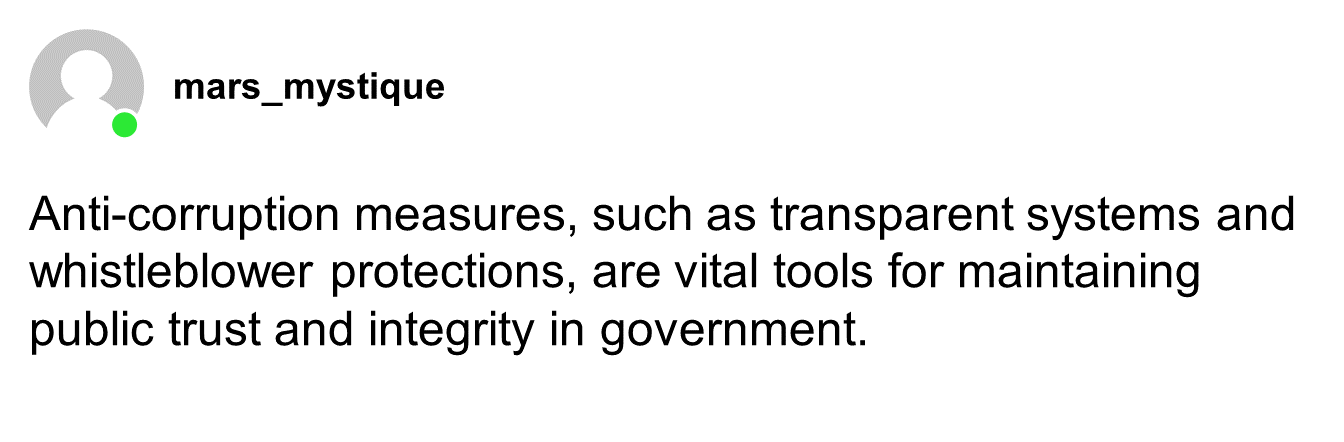 mars_mystique
Anti-corruption measures, such as transparent systems and
whistleblower protections, are vital tools for maintaining
public trust and integrity in government.